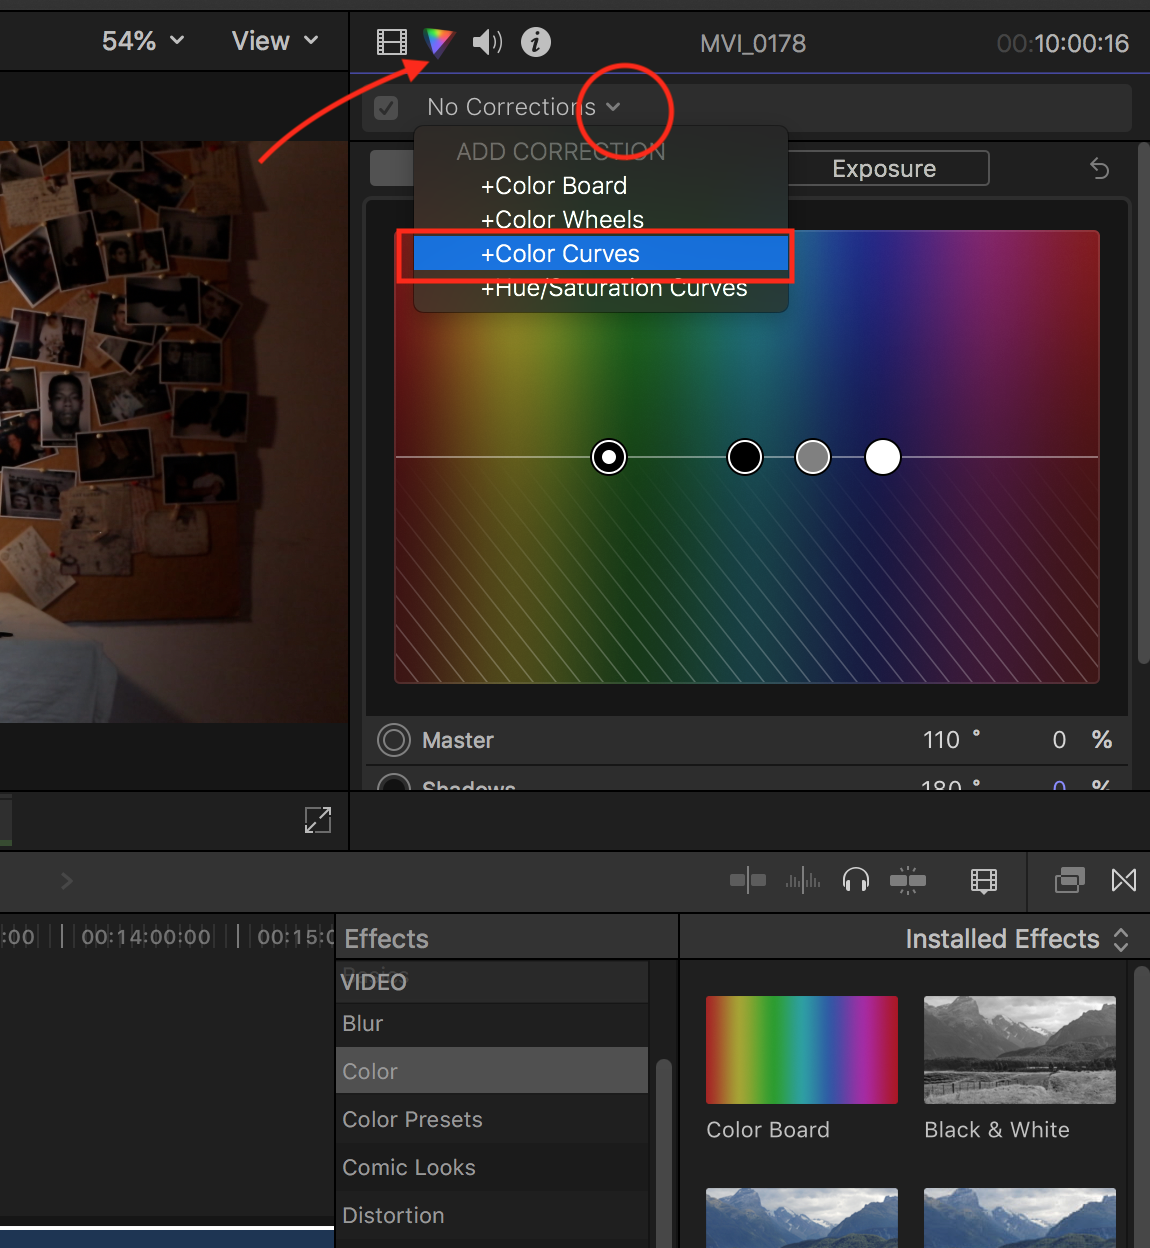 54% View
MVI_0178
00:10:00:16
No Corrections
ADD CORRECTION
+Color Board
+Color Wheels
+Color Curves
+Hue/Saturation Curves
Exposure
Master 110 ° 0 %
Shadows 180 ° 0 %
:00 00:14:00:00 00:15:0
Effects
Installed Effects
Basics
VIDEO
Blur
Color
Color Presets
Comic Looks
Distortion
Color Board
Black & White